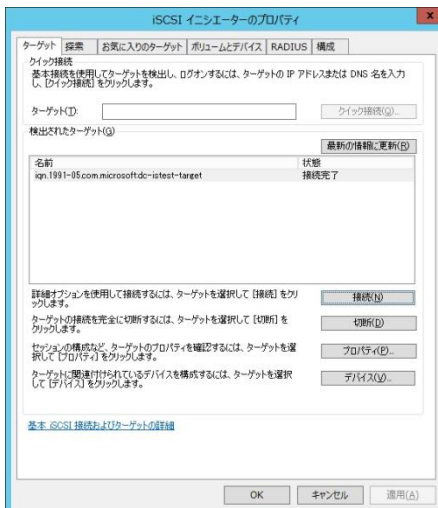 iSCSI イニシエーターのプロパティ
ターゲット 探索 お気に入りのターゲット ボリュームとデバイス RADIUS 構成
クイック接続
基本接続を使用してターゲットを検出し、ログオンするには、ターゲットの IP アドレスまたは DNS 名を入力
し、[クイック接続] をクリックします。
ターゲット(T): クイック接続(Q)...
検出されたターゲット(G)
最新の情報に更新(R)
名前 状態
iqn.1991-05.com.microsoft:dc-istest-target 接続完了
詳細オプションを使用して接続するには、ターゲットを選択して [接続] をクリ
ックします。
接続(N)
ターゲットの接続を完全に切断するには、ターゲットを選択して [切断] を
クリックします。
切断(D)
セッションの構成など、ターゲットのプロパティを確認するには、ターゲットを選
択して [プロパティ] をクリックします。
プロパティ(P)...
ターゲットに関連付けられているデバイスを構成するには、ターゲットを選択
して [デバイス] をクリックします。
デバイス(V)...
基本 iSCSI 接続およびターゲットの詳細
OK キャンセル 適用(A)